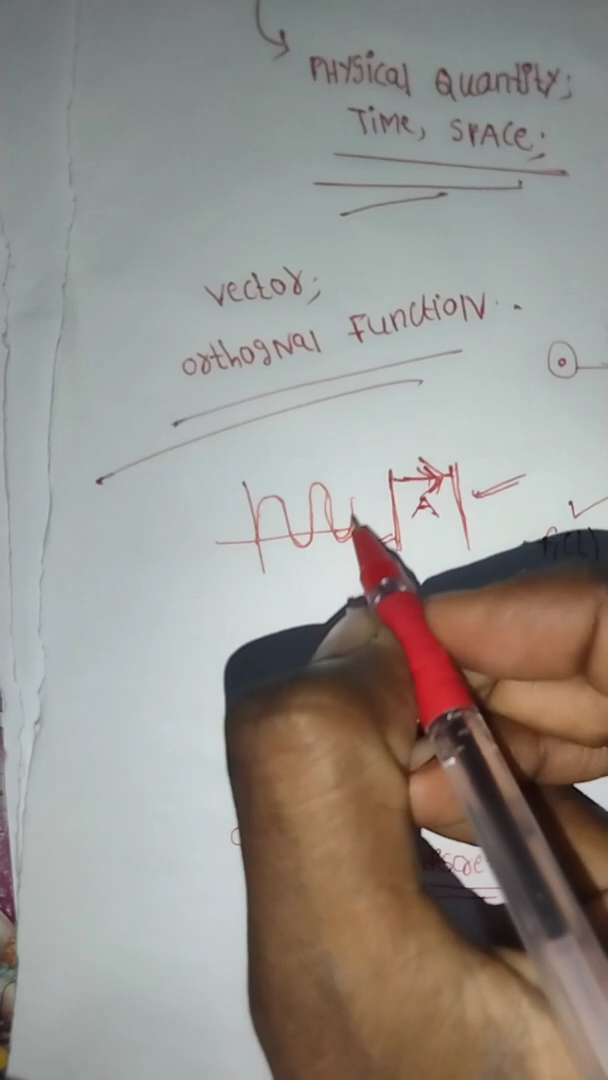 PHYSICAL QUANTITY;
TIME, SPACE.
vector;
orthognal FUNCTION.
A